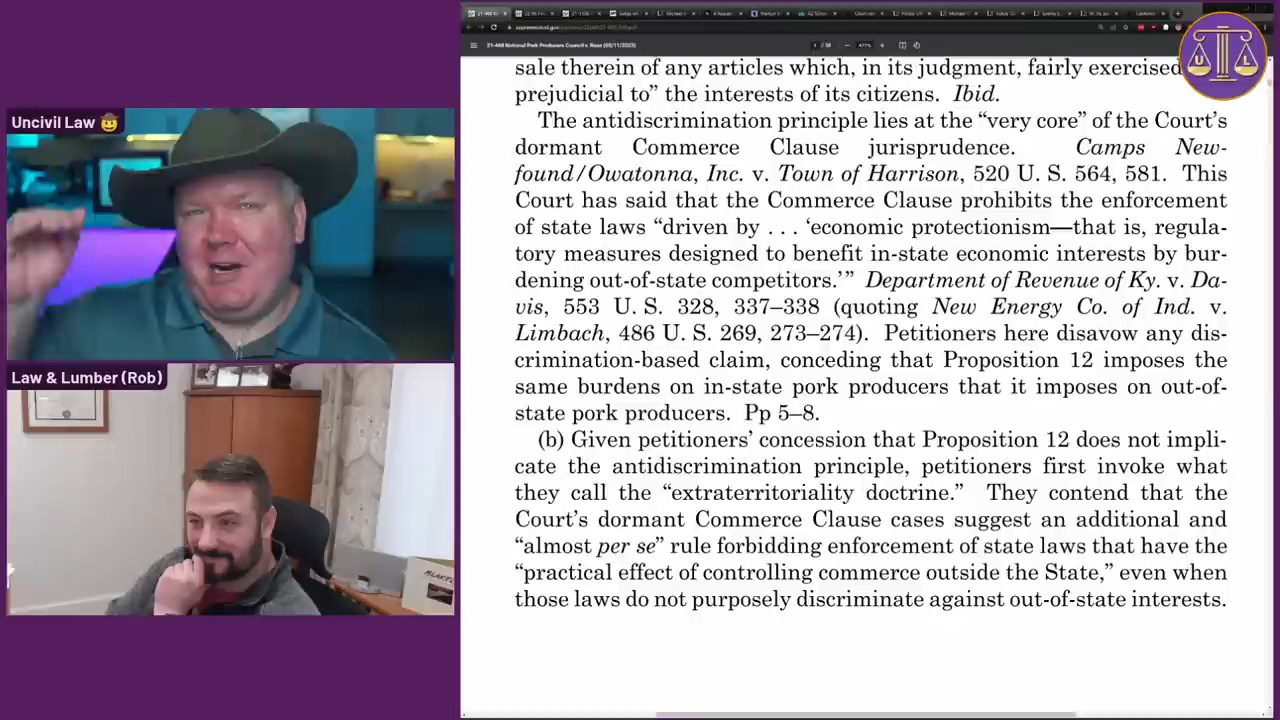 21-468 National Pork Producers Council v. Ross (05/11/2023)
477%
U L
Uncivil Law 🤠
Law & Lumber (Rob)
sale therein of any articles which, in its judgment, fairly exercised
prejudicial to” the interests of its citizens. Ibid.
The antidiscrimination principle lies at the “very core” of the Court’s
dormant Commerce Clause jurisprudence. Camps New-
found/Owatonna, Inc. v. Town of Harrison, 520 U. S. 564, 581. This
Court has said that the Commerce Clause prohibits the enforcement
of state laws “driven by . . . ‘economic protectionism—that is, regula-
tory measures designed to benefit in-state economic interests by bur-
dening out-of-state competitors.’” Department of Revenue of Ky. v. Da-
vis, 553 U. S. 328, 337–338 (quoting New Energy Co. of Ind. v.
Limbach, 486 U. S. 269, 273–274). Petitioners here disavow any dis-
crimination-based claim, conceding that Proposition 12 imposes the
same burdens on in-state pork producers that it imposes on out-of-
state pork producers. Pp 5–8.
(b) Given petitioners’ concession that Proposition 12 does not impli-
cate the antidiscrimination principle, petitioners first invoke what
they call the “extraterritoriality doctrine.” They contend that the
Court’s dormant Commerce Clause cases suggest an additional and
“almost per se” rule forbidding enforcement of state laws that have the
“practical effect of controlling commerce outside the State,” even when
those laws do not purposely discriminate against out-of-state interests.